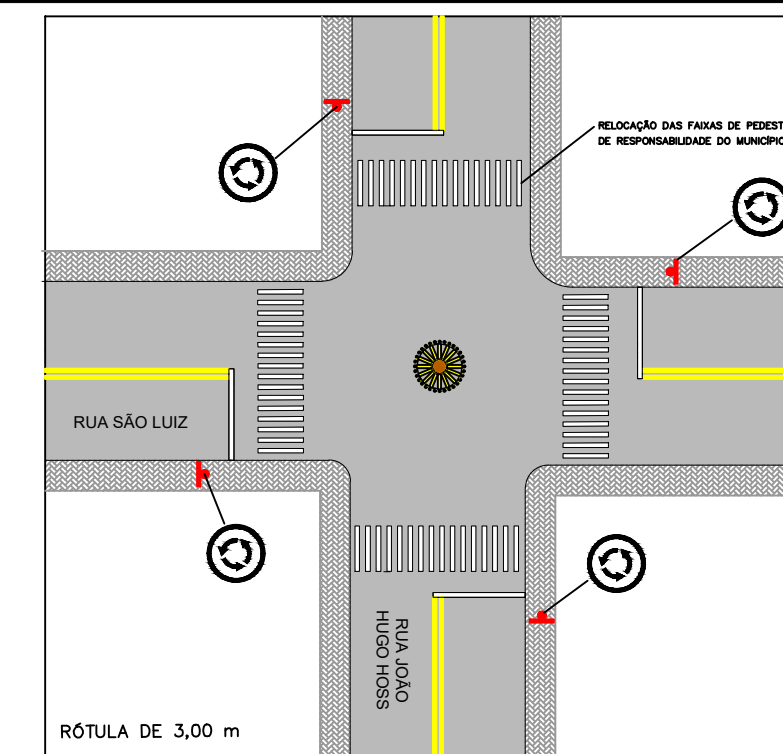 RELOCAÇÃO DAS FAIXAS DE PEDEST
DE RESPONSABILIDADE DO MUNICÍPIO
RUA SÃO LUIZ
RUA JOÃO
HUGO HOSS
RÓTULA DE 3,00 m